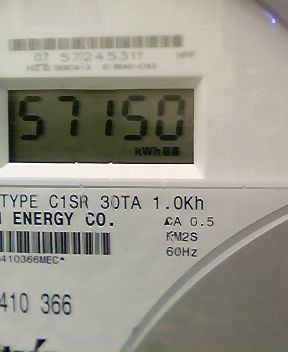 07 57245311
57150
kWh
TYPE C1SR 30TA 1.0Kh
ENERGY CO. CA 0.5
KM2S
60Hz
410366MEC*
410 366